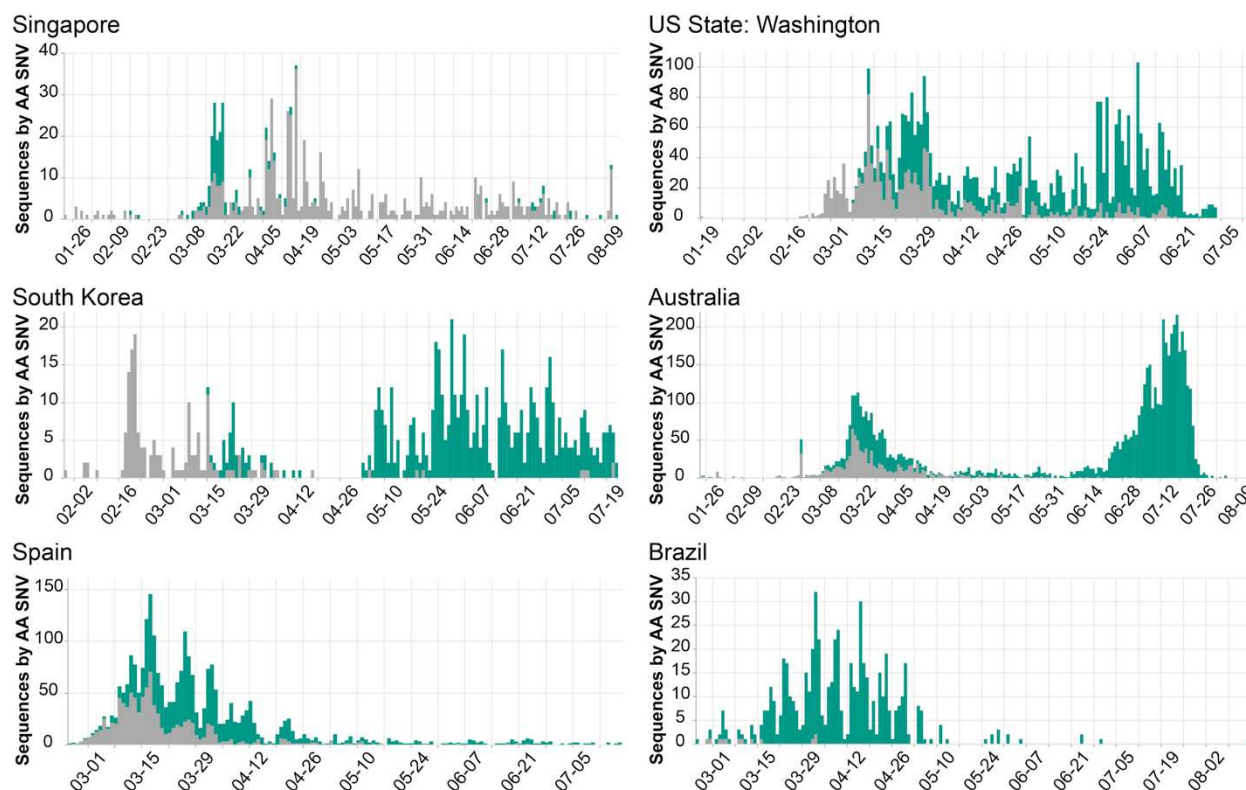 Singapore
Sequences by AA SNV
40
30
20
10
0
01-26 02-09 02-23 03-08 03-22 04-05 04-19 05-03 05-17 05-31 06-14 06-28 07-12 07-26 08-09
US State: Washington
Sequences by AA SNV
100
80
60
40
20
0
01-19 02-02 02-16 03-01 03-15 03-29 04-12 04-26 05-10 05-24 06-07 06-21 07-05
South Korea
Sequences by AA SNV
20
15
10
5
0
02-02 02-16 03-01 03-15 03-29 04-12 04-26 05-10 05-24 06-07 06-21 07-05 07-19
Australia
Sequences by AA SNV
200
150
100
50
0
01-26 02-09 02-23 03-08 03-22 04-05 04-19 05-03 05-17 05-31 06-14 06-28 07-12 07-26 08-0
Spain
Sequences by AA SNV
150
100
50
0
03-01 03-15 03-29 04-12 04-26 05-10 05-24 06-07 06-21 07-05
Brazil
Sequences by AA SNV
35
30
25
20
15
10
5
0
03-01 03-15 03-29 04-12 04-26 05-10 05-24 06-07 06-21 07-05 07-19 08-02